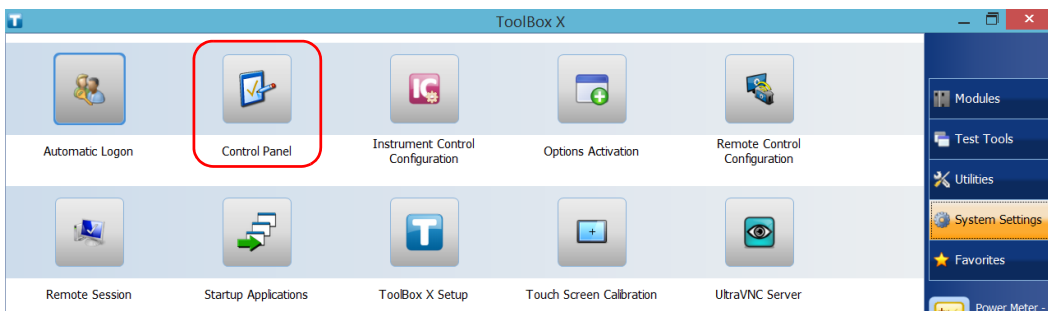 ToolBox X
Automatic Logon
Control Panel
Instrument Control
Configuration
Options Activation
Remote Control
Configuration
Remote Session
Startup Applications
ToolBox X Setup
Touch Screen Calibration
UltraVNC Server
Modules
Test Tools
Utilities
System Settings
Favorites
Power Meter -